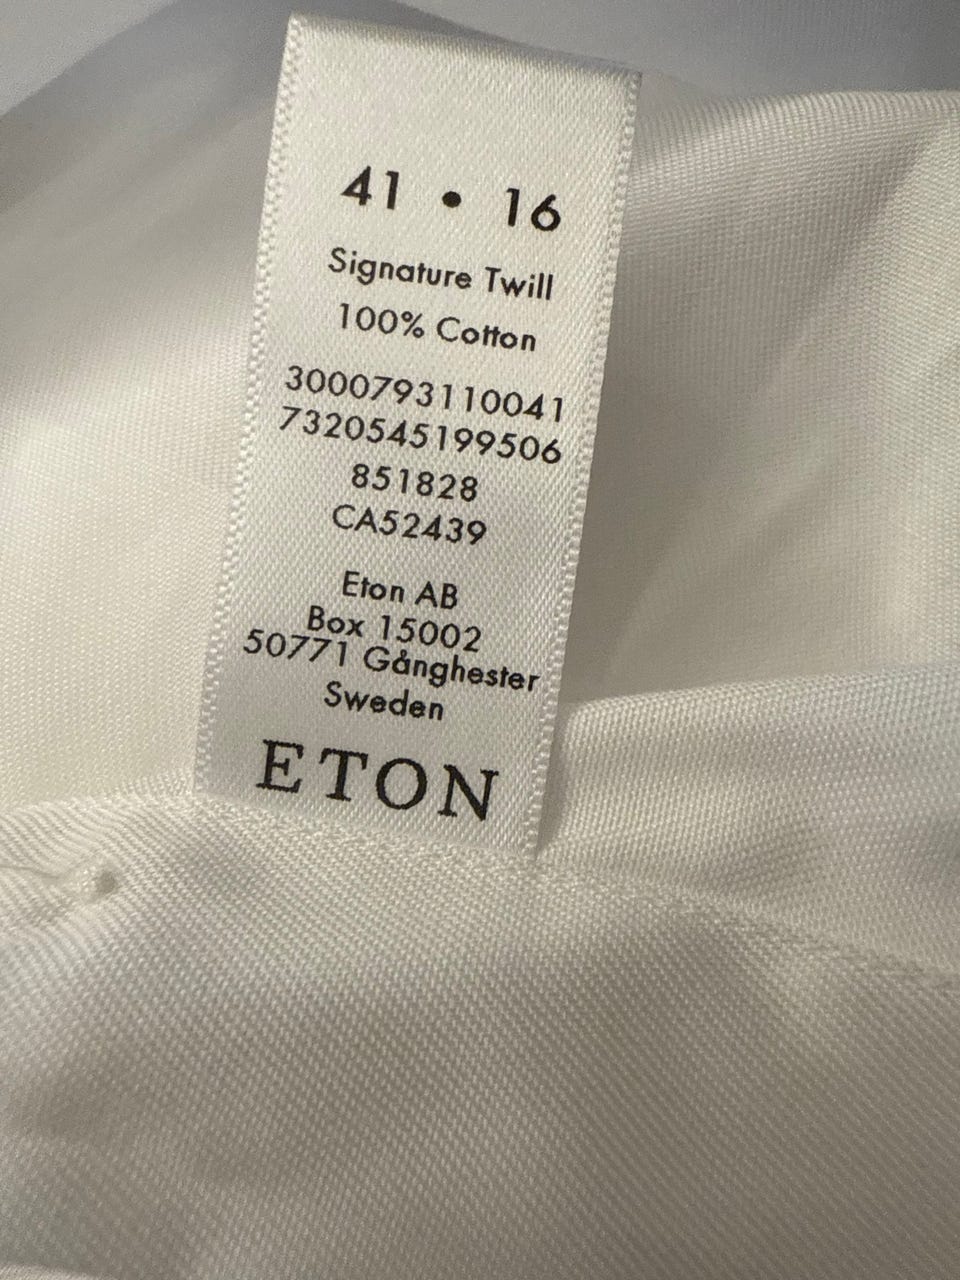 41 • 16
Signature Twill
100% Cotton
3000793110041
7320545199506
851828
CA52439
Eton AB
Box 15002
50771 Gånghester
Sweden
ETON